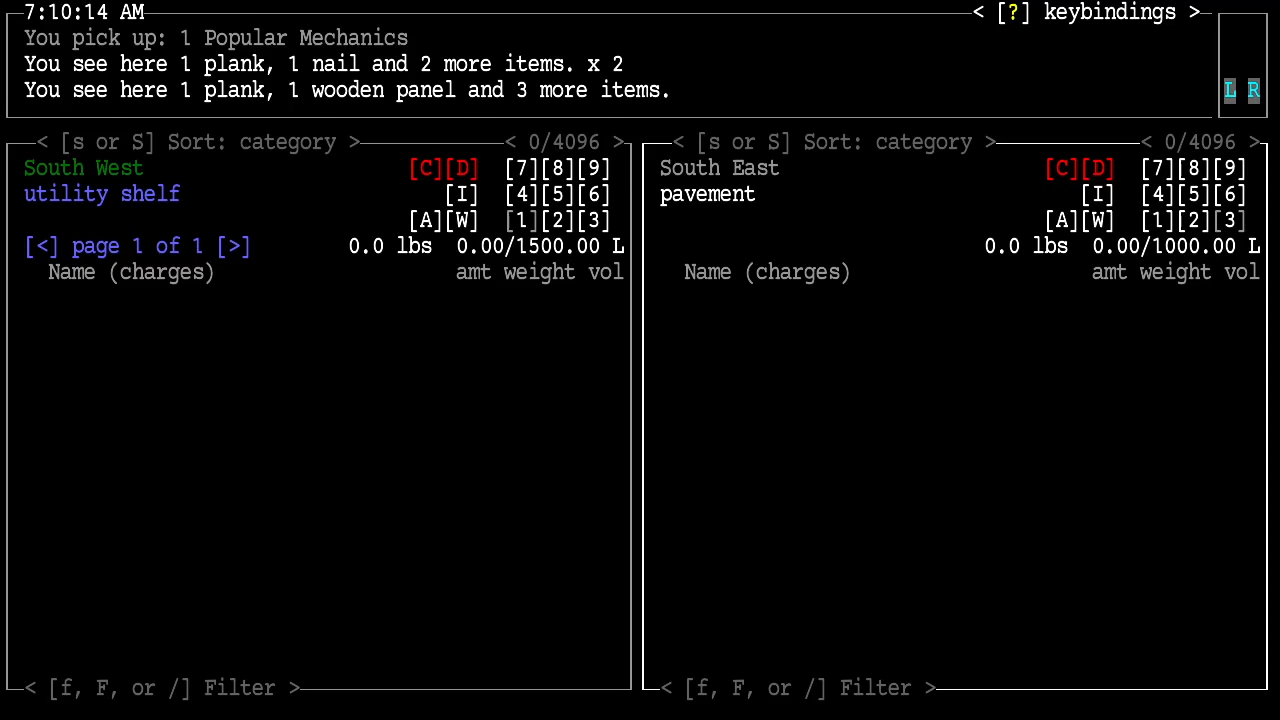 7:10:14 AM < [?] keybindings >
You pick up: 1 Popular Mechanics
You see here 1 plank, 1 nail and 2 more items. x 2
You see here 1 plank, 1 wooden panel and 3 more items. L R
< [s or S] Sort: category > < 0/4096 >
South West [C][D] [7][8][9]
utility shelf [I] [4][5][6]
[A][W] [1][2][3]
[<] page 1 of 1 [>] 0.0 lbs 0.00/1500.00 L
Name (charges) amt weight vol
< [f, F, or /] Filter >
< [s or S] Sort: category > < 0/4096 >
South East [C][D] [7][8][9]
pavement [I] [4][5][6]
[A][W] [1][2][3]
0.0 lbs 0.00/1000.00 L
Name (charges) amt weight vol
< [f, F, or /] Filter >